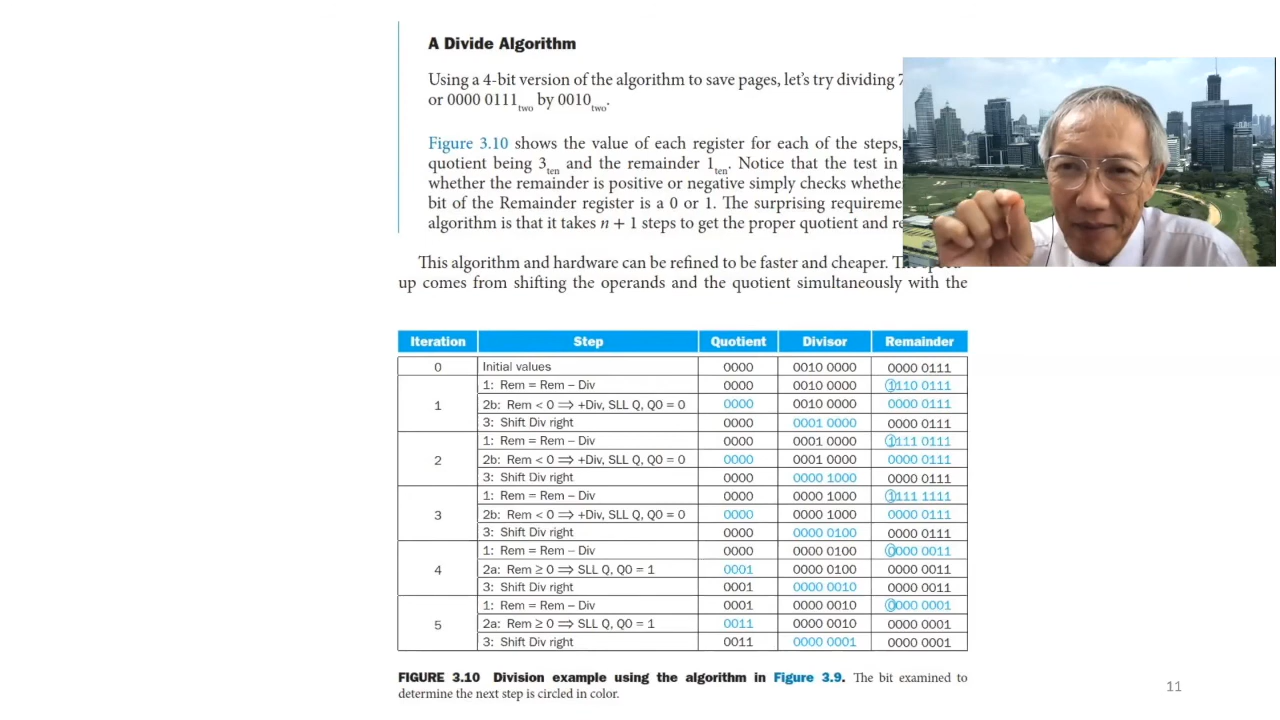 A Divide Algorithm
Using a 4-bit version of the algorithm to save pages, let's try dividing 7
or 0000 0111two by 0010two.
Figure 3.10 shows the value of each register for each of the steps,
quotient being 3ten and the remainder 1ten. Notice that the test in
whether the remainder is positive or negative simply checks whethe
bit of the Remainder register is a 0 or 1. The surprising requireme
algorithm is that it takes n + 1 steps to get the proper quotient and re
This algorithm and hardware can be refined to be faster and cheaper. The speed-
up comes from shifting the operands and the quotient simultaneously with the
Iteration Step Quotient Divisor Remainder
0 Initial values 0000 0010 0000 0000 0111
1: Rem = Rem – Div 0000 0010 0000 1110 0111
1 2b: Rem < 0 ⇒ +Div, SLL Q, Q0 = 0 0000 0010 0000 0000 0111
3: Shift Div right 0000 0001 0000 0000 0111
1: Rem = Rem – Div 0000 0001 0000 1111 0111
2 2b: Rem < 0 ⇒ +Div, SLL Q, Q0 = 0 0000 0001 0000 0000 0111
3: Shift Div right 0000 0000 1000 0000 0111
1: Rem = Rem – Div 0000 0000 1000 1111 1111
3 2b: Rem < 0 ⇒ +Div, SLL Q, Q0 = 0 0000 0000 1000 0000 0111
3: Shift Div right 0000 0000 0100 0000 0111
1: Rem = Rem – Div 0000 0000 0100 0000 0011
4 2a: Rem ≥ 0 ⇒ SLL Q, Q0 = 1 0001 0000 0100 0000 0011
3: Shift Div right 0001 0000 0010 0000 0011
1: Rem = Rem – Div 0001 0000 0010 0000 0001
5 2a: Rem ≥ 0 ⇒ SLL Q, Q0 = 1 0011 0000 0010 0000 0001
3: Shift Div right 0011 0000 0001 0000 0001
FIGURE 3.10 Division example using the algorithm in Figure 3.9. The bit examined to
determine the next step is circled in color.
11